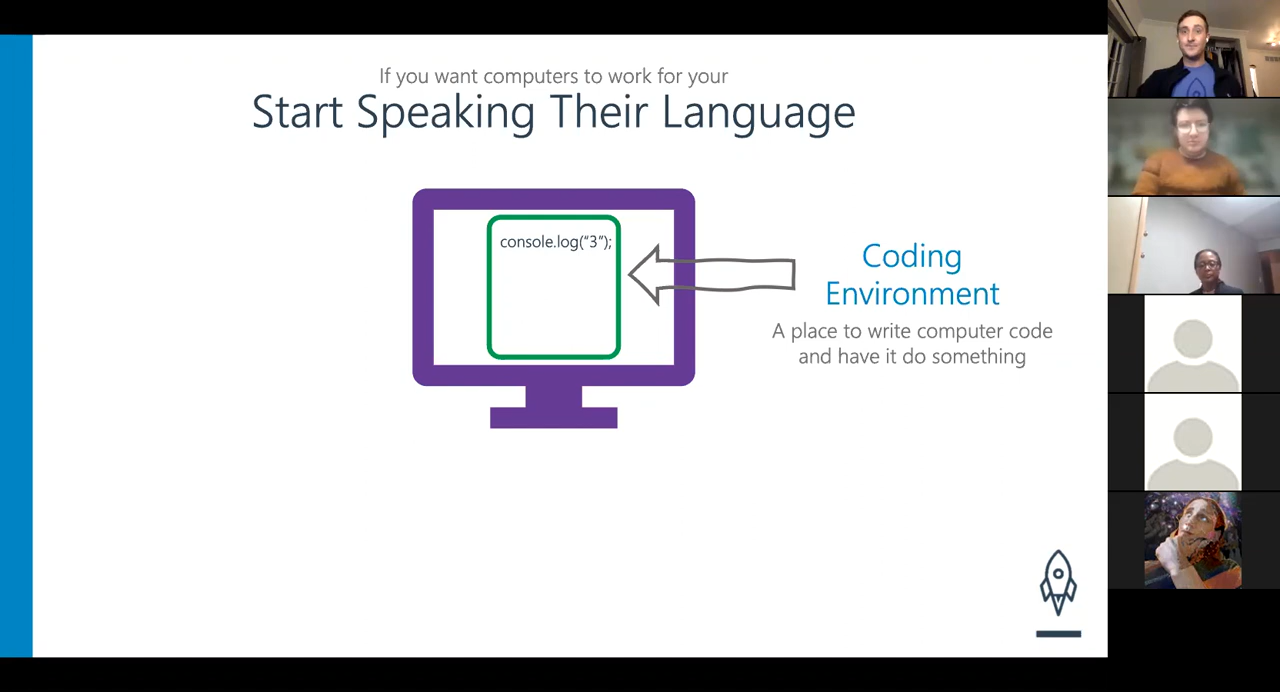 If you want computers to work for your
Start Speaking Their Language
console.log(“3”);
Coding
Environment
A place to write computer code
and have it do something